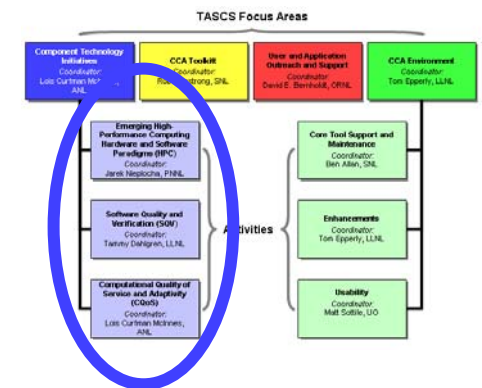 TASCS Focus Areas
Component Technology
Initiatives
Coordinator:
Lois Curfman
ANL
CCA Toolkit
Coordinator:
SNL
User and Application
Outreach and Support
Coordinator:
David E. Bernholdt, ORNL
CCA Environment
Coordinator:
Tom Epperly, LLNL
Emerging High-
Performance Computing
Hardware and Software
Paradigms (HPC)
Coordinator:
Jarek Nieplocha, PNNL
Software Quality and
Verification (SQV)
Coordinator:
Tammy Dahlgren, LLNL
Computational Quality of
Service and Adaptivity
(CQoS)
Coordinator:
Lois Curfman McInnes,
ANL
Activities
Core Tool Support and
Maintenance
Coordinator:
Ben Allan, SNL
Enhancements
Coordinator:
Tom Epperly, LLNL
Usability
Coordinator:
Matt Sottile, UO